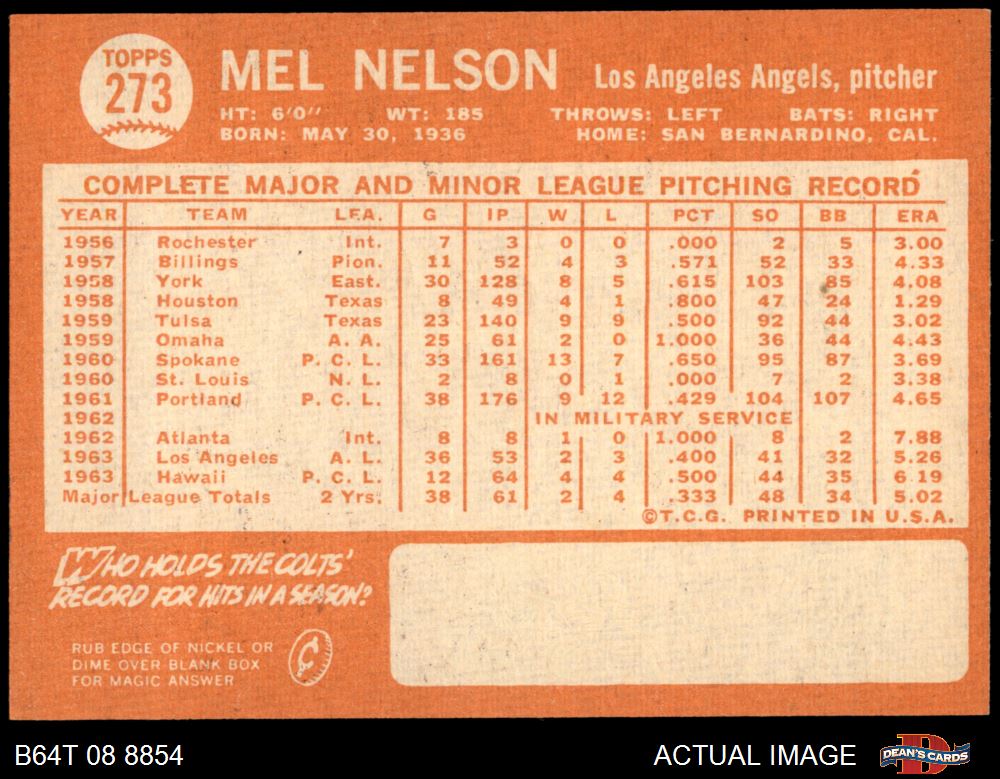 TOPPS
273
MEL NELSON Los Angeles Angels, pitcher
HT: 6'0" WT: 185 THROWS: LEFT BATS: RIGHT
BORN: MAY 30, 1936 HOME: SAN BERNARDINO, CAL.
COMPLETE MAJOR AND MINOR LEAGUE PITCHING RECORD
YEAR TEAM LEA. G IP W L PCT SO BB ERA
1956 Rochester Int. 7 3 0 0 .000 2 5 3.00
1957 Billings Pion. 11 52 4 3 .571 52 33 4.33
1958 York East. 30 128 8 5 .615 103 85 4.08
1958 Houston Texas 8 49 4 1 .800 47 24 1.29
1959 Tulsa Texas 23 140 9 9 .500 92 44 3.02
1959 Omaha A. A. 25 61 2 0 1.000 36 44 4.43
1960 Spokane P. C. L. 33 161 13 7 .650 95 87 3.69
1960 St. Louis N. L. 2 8 0 1 .000 7 2 3.38
1961 Portland P. C. L. 38 176 9 12 .429 104 107 4.65
1962 IN MILITARY SERVICE
1962 Atlanta Int. 8 8 1 0 1.000 8 2 7.88
1963 Los Angeles A. L. 36 53 2 3 .400 41 32 5.26
1963 Hawaii P. C. L. 12 64 4 4 .500 44 35 6.19
Major League Totals 2 Yrs. 38 61 2 4 .333 48 34 5.02
©T.C.G. PRINTED IN U.S.A.
WHO HOLDS THE COLTS'
RECORD FOR HITS IN A SEASON?
RUB EDGE OF NICKEL OR
DIME OVER BLANK BOX
FOR MAGIC ANSWER
B64T 08 8854 ACTUAL IMAGE DEAN'S CARDS